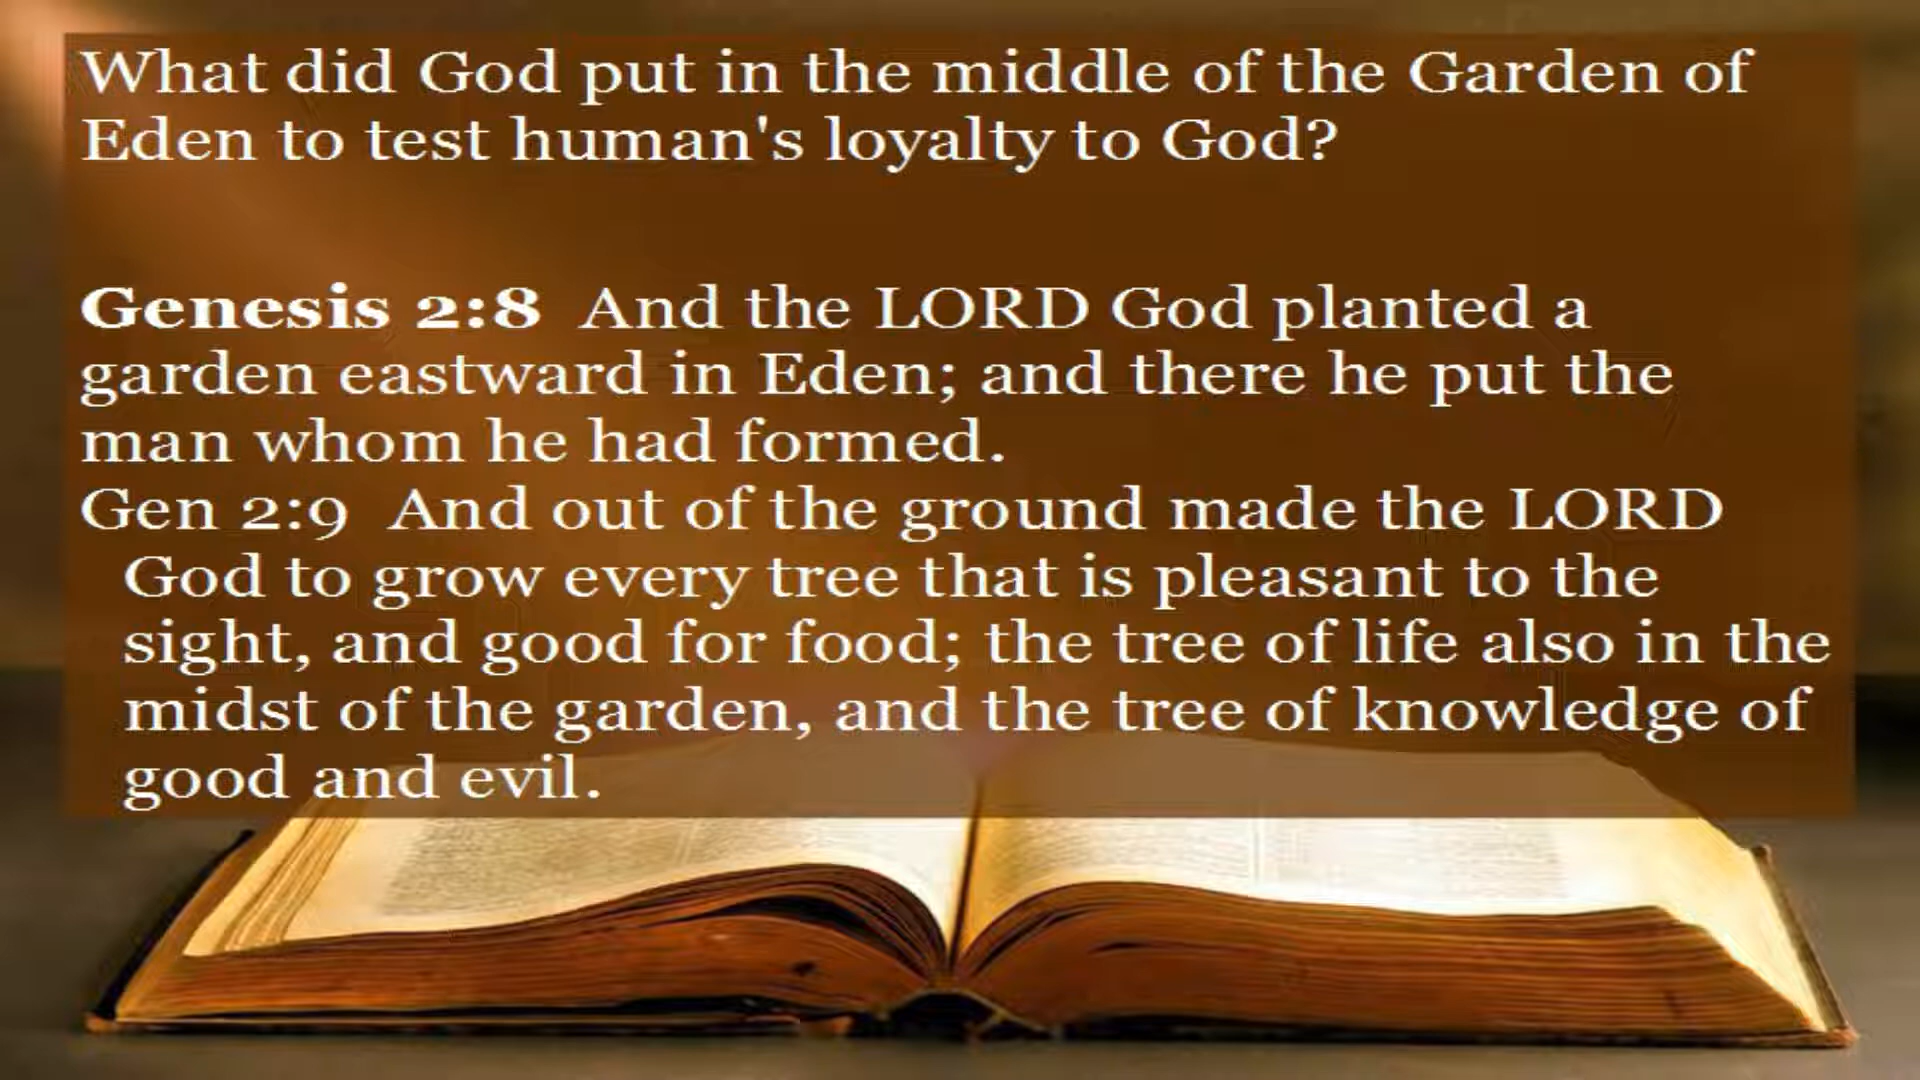 What did God put in the middle of the Garden of
Eden to test human's loyalty to God?
Genesis 2:8 And the LORD God planted a
garden eastward in Eden; and there he put the
man whom he had formed.
Gen 2:9 And out of the ground made the LORD
God to grow every tree that is pleasant to the
sight, and good for food; the tree of life also in the
midst of the garden, and the tree of knowledge of
good and evil.